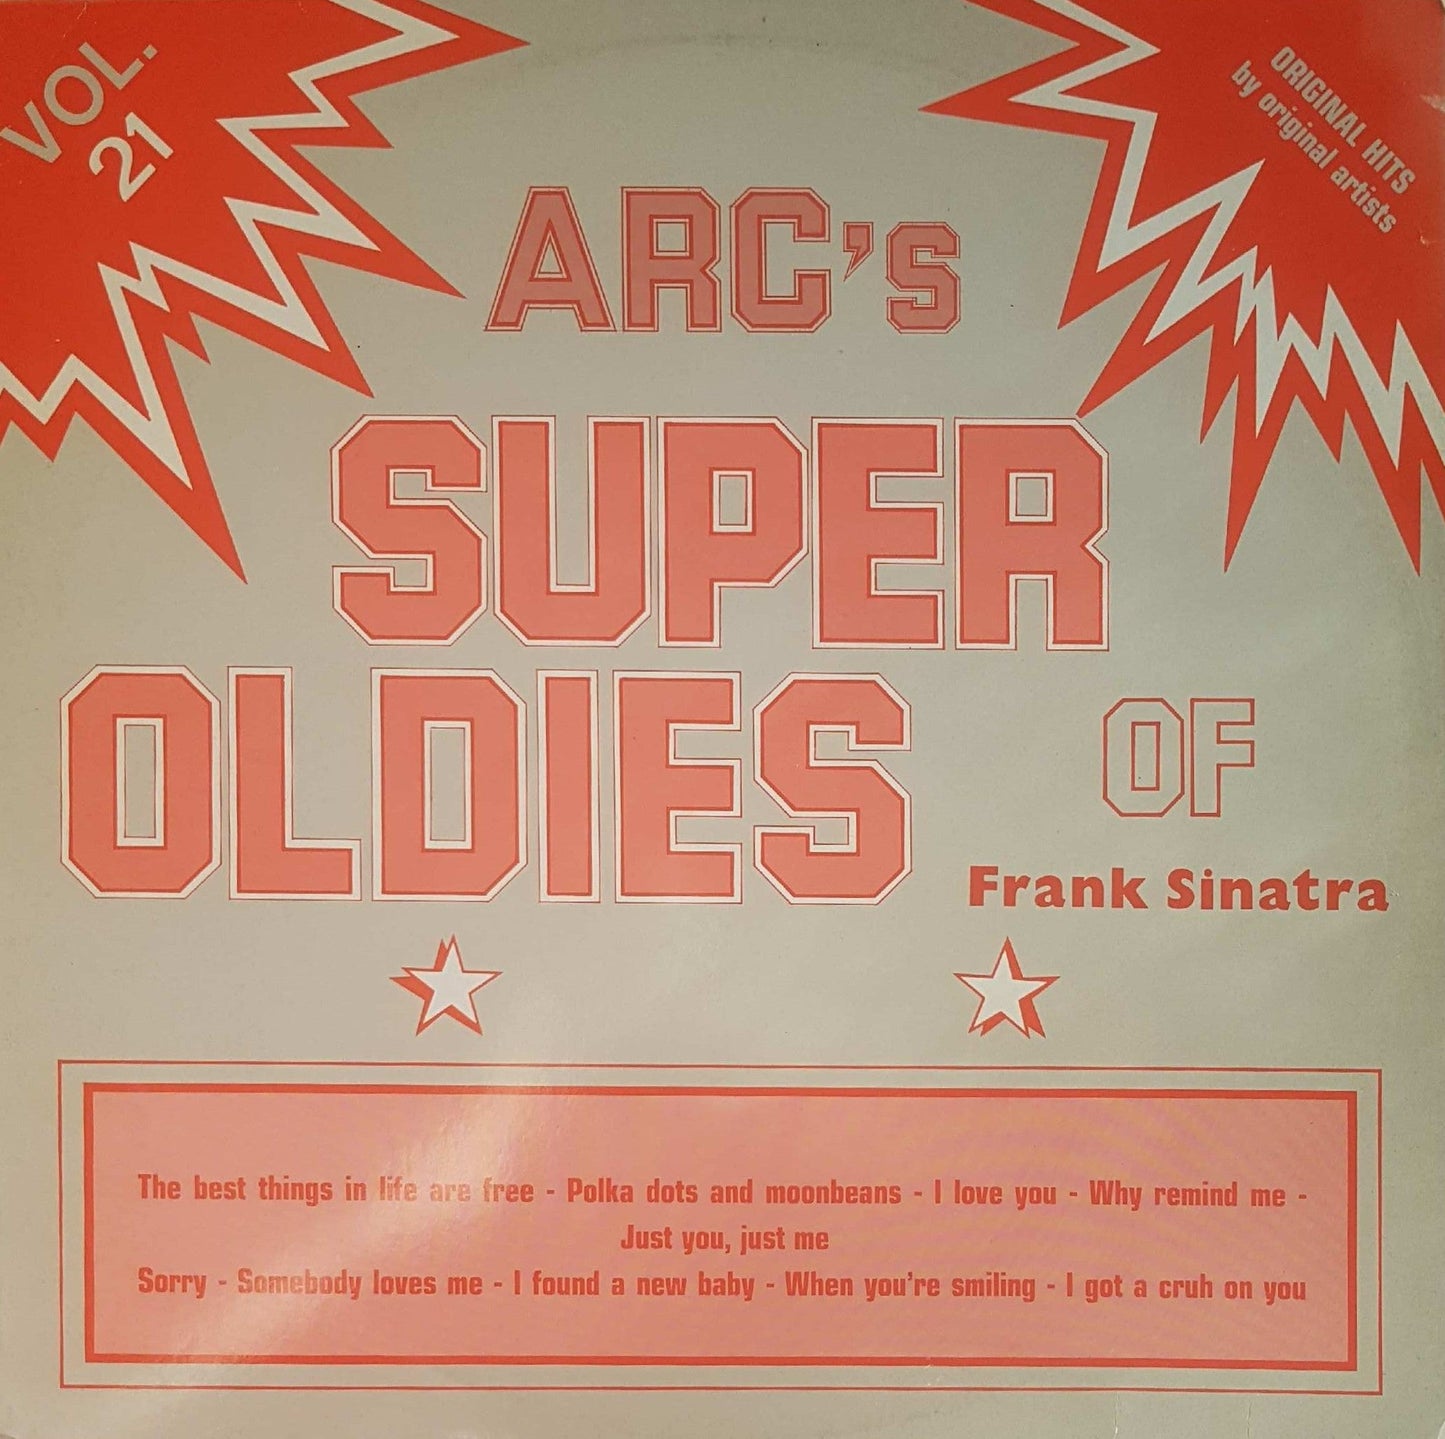 VOL.
21
ORIGINAL HITS
by original artists
ARC's
SUPER
OLDIES
OF
Frank Sinatra
The best things in life are free - Polka dots and moonbeans - I love you - Why remind me -
Just you, just me
Sorry - Somebody loves me - I found a new baby - When you're smiling - I got a cruh on you